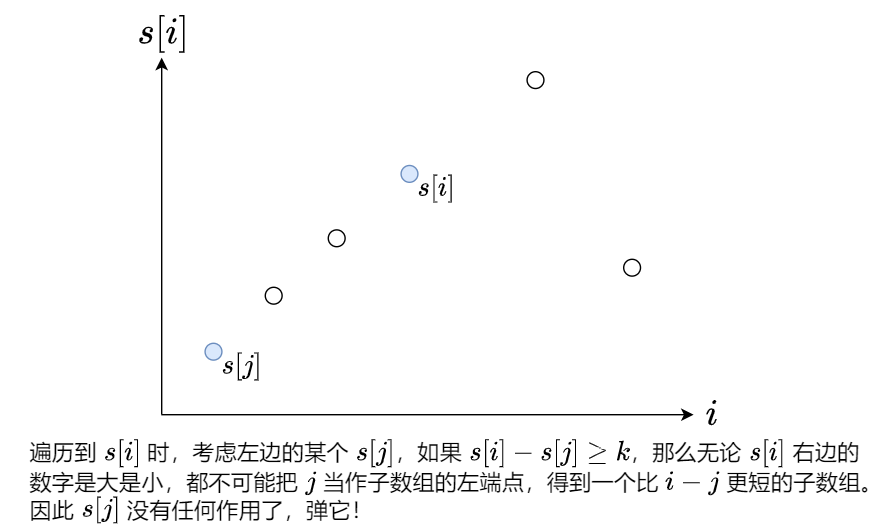 s[i]
s[i]
s[j]
i
遍历到 s[i] 时，考虑左边的某个 s[j]，如果 s[i] − s[j] ≥ k，那么无论 s[i] 右边的
数字是大是小，都不可能把 j 当作子数组的左端点，得到一个比 i − j 更短的子数组。
因此 s[j] 没有任何作用了，弹它！